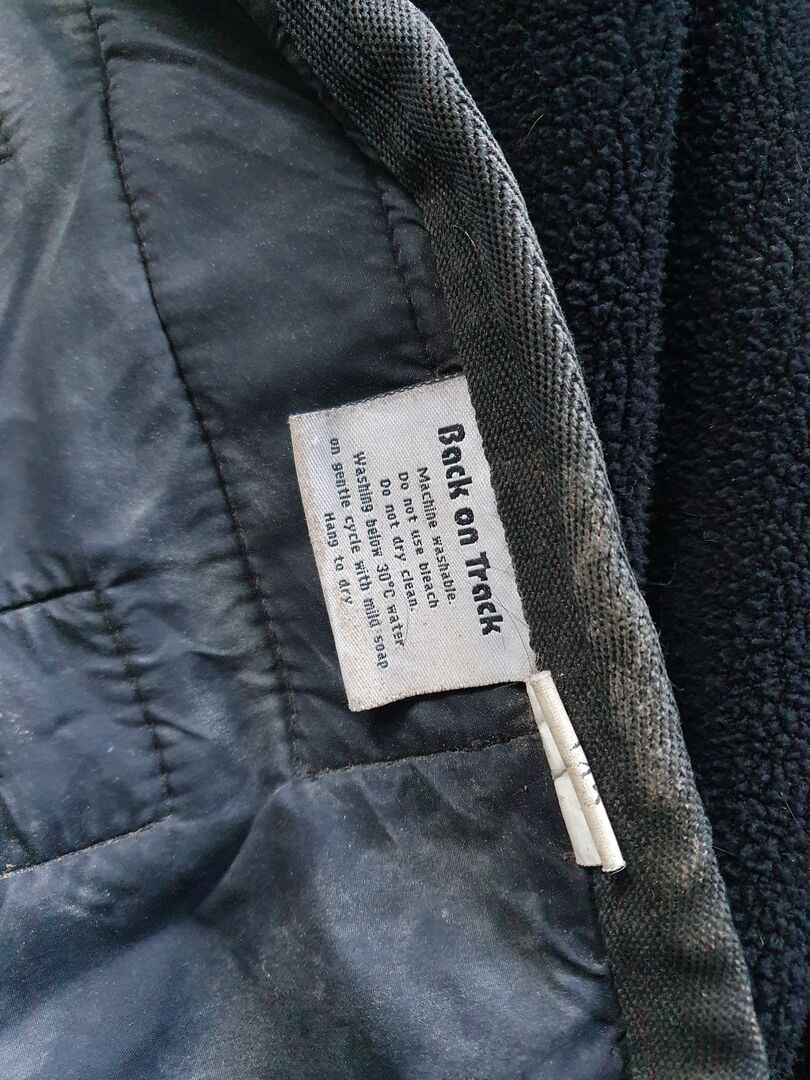 Back on Track
Machine washable.
Do not use bleach
Do not dry clean.
Washing below 30°C water
on gentle cycle with mild soap
Hang to dry